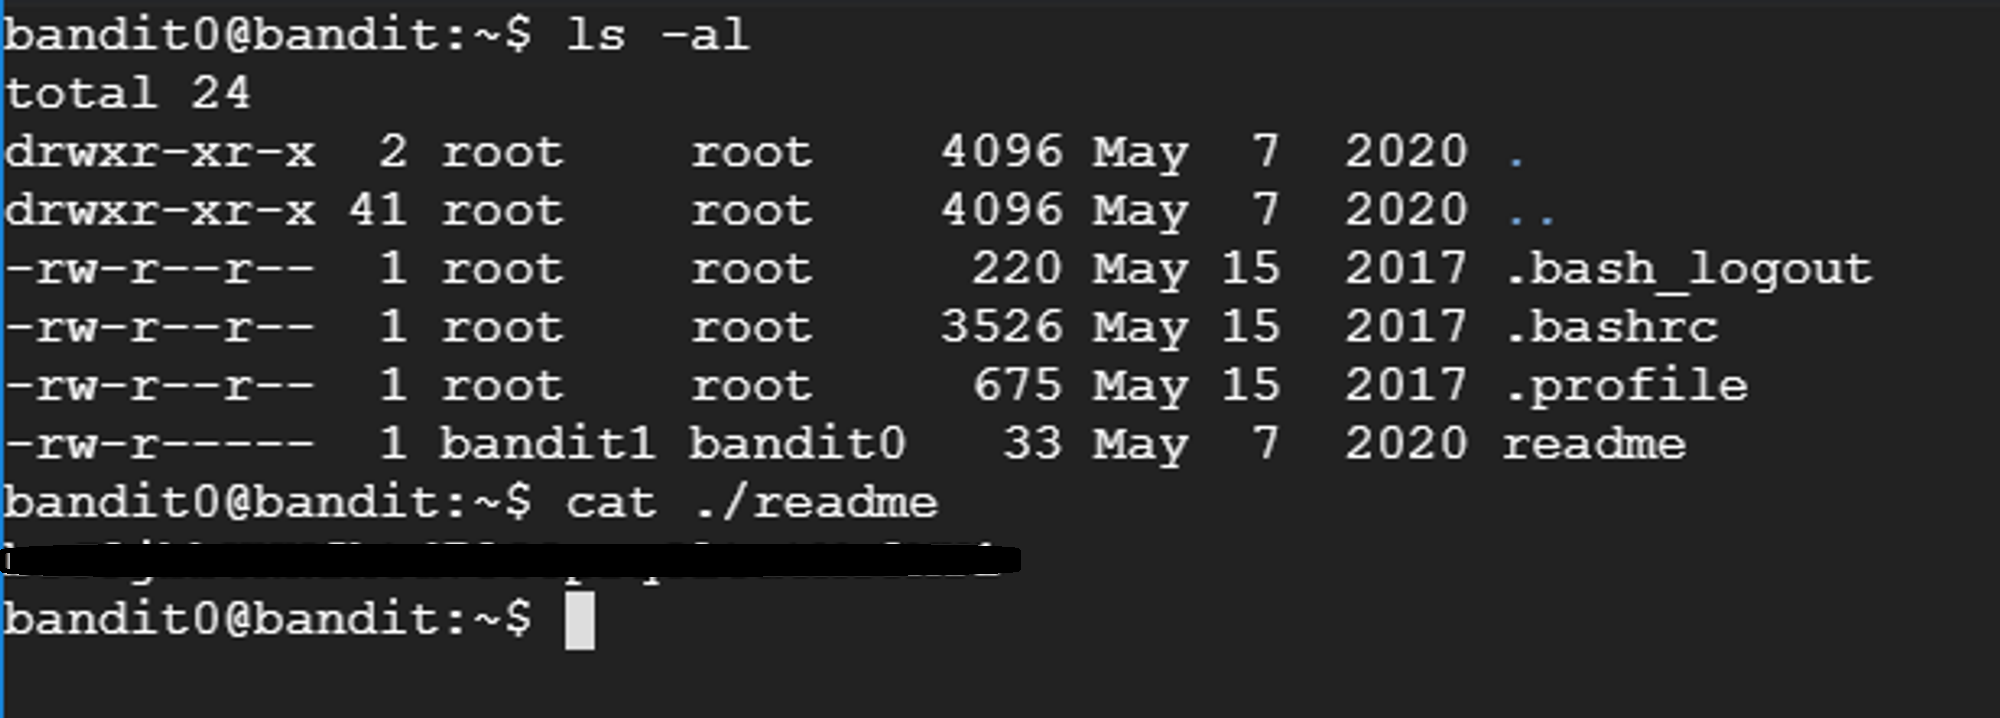 bandit0@bandit:~$ ls -al
total 24
drwxr-xr-x  2 root    root    4096 May  7  2020 .
drwxr-xr-x 41 root    root    4096 May  7  2020 ..
-rw-r--r--  1 root    root     220 May 15  2017 .bash_logout
-rw-r--r--  1 root    root    3526 May 15  2017 .bashrc
-rw-r--r--  1 root    root     675 May 15  2017 .profile
-rw-r-----  1 bandit1 bandit0   33 May  7  2020 readme
bandit0@bandit:~$ cat ./readme
bandit0@bandit:~$